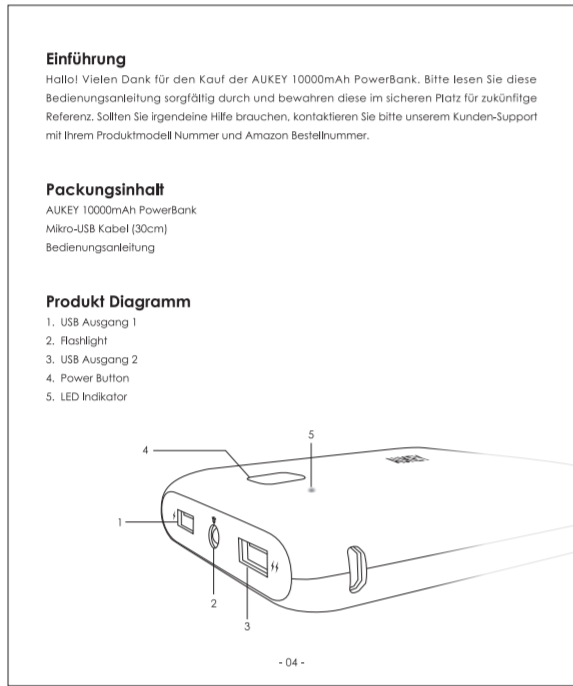 Einführung
Hallo! Vielen Dank für den Kauf der AUKEY 10000mAh PowerBank. Bitte lesen Sie diese
Bedienungsanleitung sorgfältig durch und bewahren diese im sicheren Platz für zukünfitge
Referenz. Sollten Sie irgendeine Hilfe brauchen, kontaktieren Sie bitte unserem Kunden-Support
mit Ihrem Produktmodell Nummer und Amazon Bestellnummer.
Packungsinhalt
AUKEY 10000mAh PowerBank
Mikro-USB Kabel (30cm)
Bedienungsanleitung
Produkt Diagramm
1. USB Ausgang 1
2. Flashlight
3. USB Ausgang 2
4. Power Button
5. LED Indikator
5
4
1
2
3
- 04 -